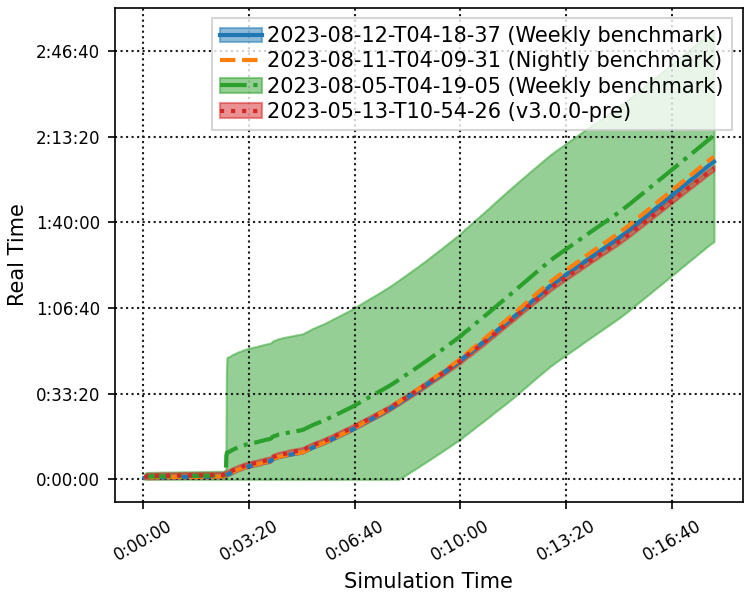 2023-08-12-T04-18-37 (Weekly benchmark)
2023-08-11-T04-09-31 (Nightly benchmark)
2023-08-05-T04-19-05 (Weekly benchmark)
2023-05-13-T10-54-26 (v3.0.0-pre)
2:46:40
2:13:20
1:40:00
1:06:40
0:33:20
0:00:00
Real Time
0:00:00
0:03:20
0:06:40
0:10:00
0:13:20
0:16:40
Simulation Time